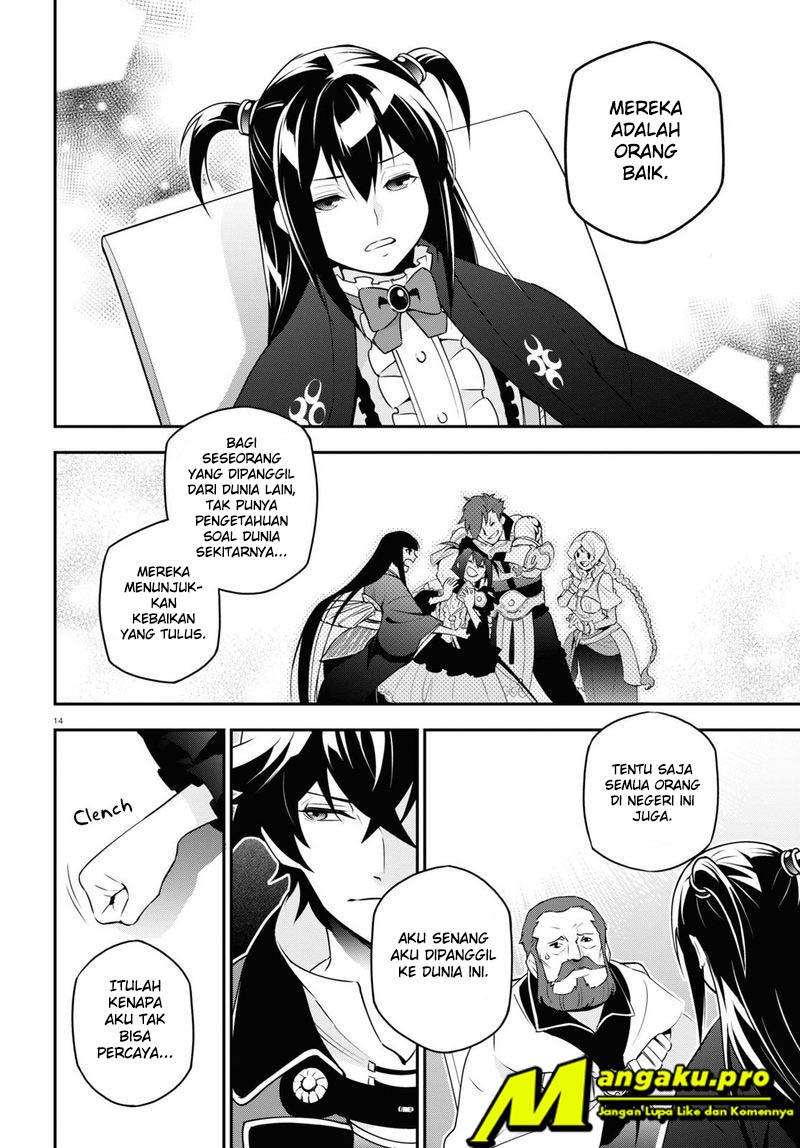 MEREKA
ADALAH
ORANG
BAIK.
BAGI
SESEORANG
YANG DIPANGGIL
DARI DUNIA LAIN,
TAK PUNYA
PENGETAHUAN
SOAL DUNIA
SEKITARNYA...
MEREKA
MENUNJUK-
KAN
KEBAIKAN
YANG TULUS.
14
TENTU SAJA
SEMUA ORANG
DI NEGERI INI
JUGA.
AKU SENANG
AKU DIPANGGIL
KE DUNIA INI.
Clench
ITULAH
KENAPA
AKU TAK
BISA
PERCAYA...
Mangaku.pro
Jangan Lupa Like dan Komennya